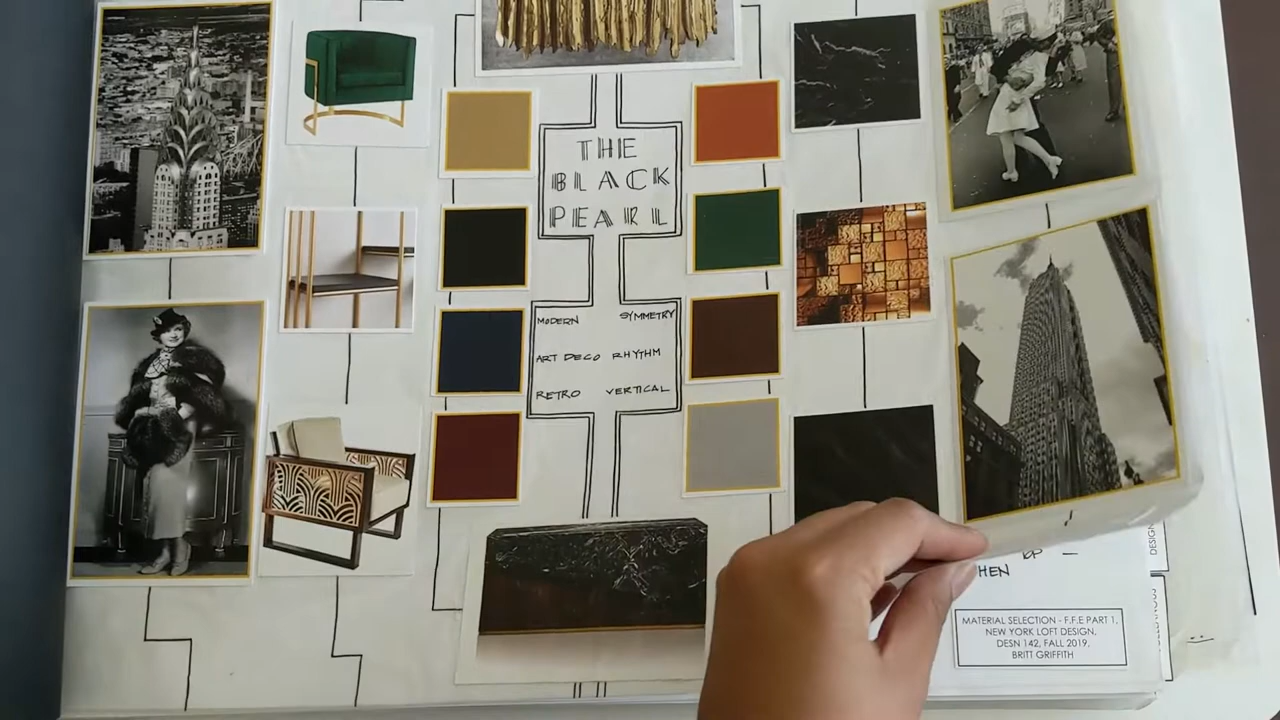 THE
BLACK
PEARL
MODERN SYMMETRY
ART DECO RHYTHM
RETRO VERTICAL
HEN
MATERIAL SELECTION - F.F.E PART 1.
NEW YORK LOFT DESIGN.
DESN 142, FALL 2019.
BRITT GRIFFITH
DESIGN